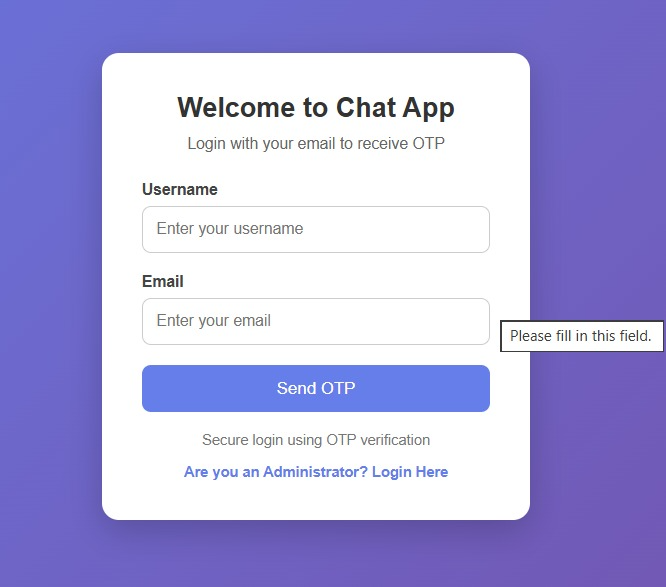 Welcome to Chat App
Login with your email to receive OTP
Username
Enter your username
Email
Enter your email
Please fill in this field.
Send OTP
Secure login using OTP verification
Are you an Administrator? Login Here